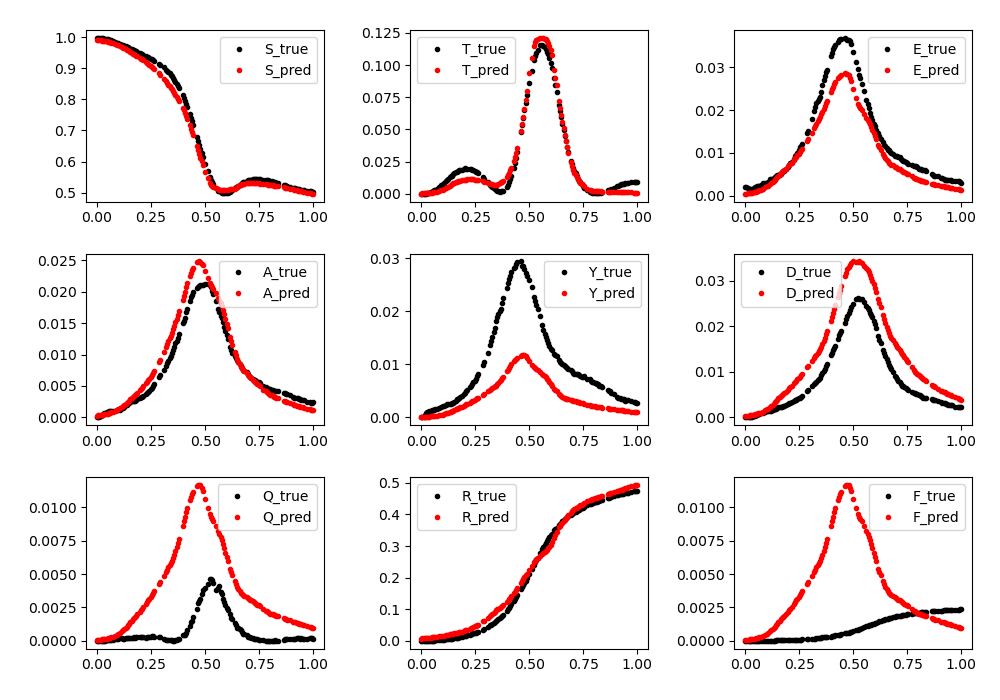 1.0
0.9
0.8
0.7
0.6
0.5
0.00 0.25 0.50 0.75 1.00
S_true
S_pred
0.125
0.100
0.075
0.050
0.025
0.000
0.00 0.25 0.50 0.75 1.00
T_true
T_pred
0.03
0.02
0.01
0.00
0.00 0.25 0.50 0.75 1.00
E_true
E_pred
0.025
0.020
0.015
0.010
0.005
0.000
0.00 0.25 0.50 0.75 1.00
A_true
A_pred
0.03
0.02
0.01
0.00
0.00 0.25 0.50 0.75 1.00
Y_true
Y_pred
0.03
0.02
0.01
0.00
0.00 0.25 0.50 0.75 1.00
D_true
D_pred
0.0100
0.0075
0.0050
0.0025
0.0000
0.00 0.25 0.50 0.75 1.00
Q_true
Q_pred
0.5
0.4
0.3
0.2
0.1
0.0
0.00 0.25 0.50 0.75 1.00
R_true
R_pred
0.0100
0.0075
0.0050
0.0025
0.0000
0.00 0.25 0.50 0.75 1.00
F_true
F_pred